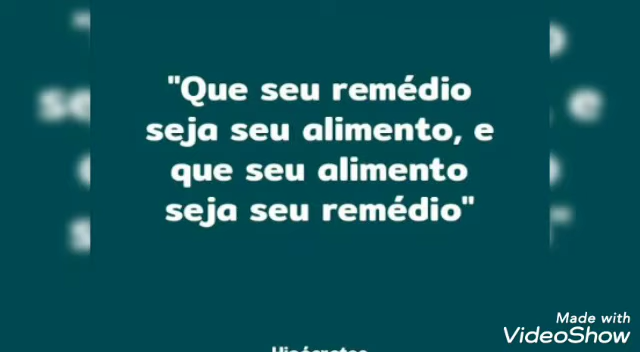 "Que seu remédio
seja seu alimento, e
que seu alimento
seja seu remédio"
Made with
VideoShow